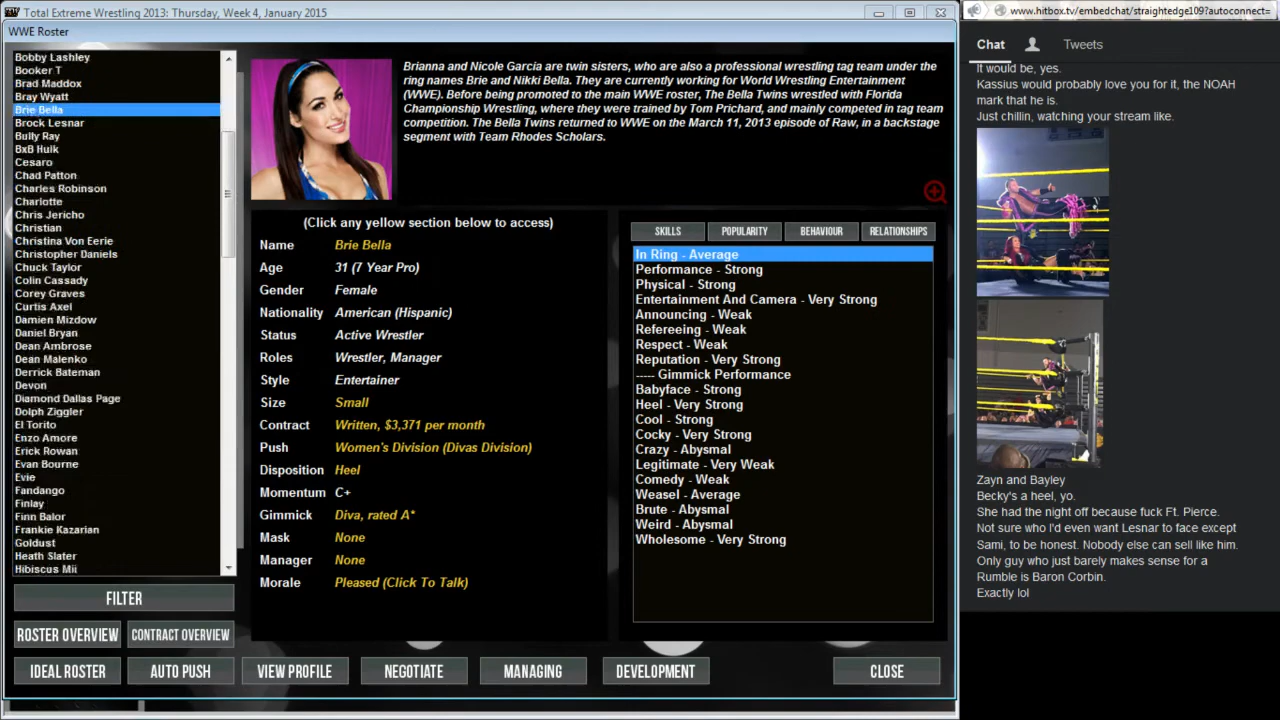 Total Extreme Wrestling 2013: Thursday, Week 4, January 2015
WWE Roster
Bobby Lashley
Booker T
Brad Maddox
Bray Wyatt
Brie Bella
Brock Lesnar
Bully Ray
BxB Hulk
Cesaro
Chad Patton
Charles Robinson
Charlotte
Chris Jericho
Christian
Christina Von Eerie
Christopher Daniels
Chuck Taylor
Colin Cassady
Corey Graves
Curtis Axel
Damien Mizdow
Daniel Bryan
Dean Ambrose
Dean Malenko
Derrick Bateman
Devon
Diamond Dallas Page
Dolph Ziggler
El Torito
Enzo Amore
Erick Rowan
Evan Bourne
Evie
Fandango
Finlay
Finn Balor
Frankie Kazarian
Goldust
Heath Slater
Hibiscus Mii
FILTER
ROSTER OVERVIEW
CONTRACT OVERVIEW
IDEAL ROSTER
AUTO PUSH
VIEW PROFILE
NEGOTIATE
MANAGING
DEVELOPMENT
CLOSE
Brianna and Nicole Garcia are twin sisters, who are also a professional wrestling tag team under the
ring names Brie and Nikki Bella. They are currently working for World Wrestling Entertainment
(WWE). Before being promoted to the main WWE roster, The Bella Twins wrestled with Florida
Championship Wrestling, where they were trained by Tom Prichard, and mainly competed in tag team
competition. The Bella Twins returned to WWE on the March 11, 2013 episode of Raw, in a backstage
segment with Team Rhodes Scholars.
(Click any yellow section below to access)
Name Brie Bella
Age 31 (7 Year Pro)
Gender Female
Nationality American (Hispanic)
Status Active Wrestler
Roles Wrestler, Manager
Style Entertainer
Size Small
Contract Written, $3,371 per month
Push Women's Division (Divas Division)
Disposition Heel
Momentum C+
Gimmick Diva, rated A*
Mask None
Manager None
Morale Pleased (Click To Talk)
SKILLS
POPULARITY
BEHAVIOUR
RELATIONSHIPS
In Ring - Average
Performance - Strong
Physical - Strong
Entertainment And Camera - Very Strong
Announcing - Weak
Refereeing - Weak
Respect - Weak
Reputation - Very Strong
----- Gimmick Performance
Babyface - Strong
Heel - Very Strong
Cool - Strong
Cocky - Very Strong
Crazy - Abysmal
Legitimate - Very Weak
Comedy - Weak
Weasel - Average
Brute - Abysmal
Weird - Abysmal
Wholesome - Very Strong
www.hitbox.tv/embedchat/straightedge109?autoconnect=
Chat
Tweets
It would be, yes.
Kassius would probably love you for it, the NOAH
mark that he is.
Just chillin, watching your stream like.
Zayn and Bayley
Becky's a heel, yo.
She had the night off because fuck Ft. Pierce.
Not sure who I'd even want Lesnar to face except
Sami, to be honest. Nobody else can sell like him.
Only guy who just barely makes sense for a
Rumble is Baron Corbin.
Exactly lol